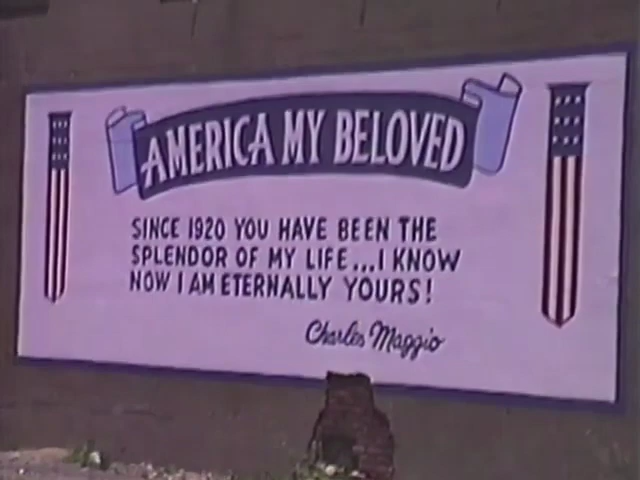 AMERICA MY BELOVED
SINCE 1920 YOU HAVE BEEN THE
SPLENDOR OF MY LIFE...I KNOW
NOW I AM ETERNALLY YOURS!
Charles Maggio